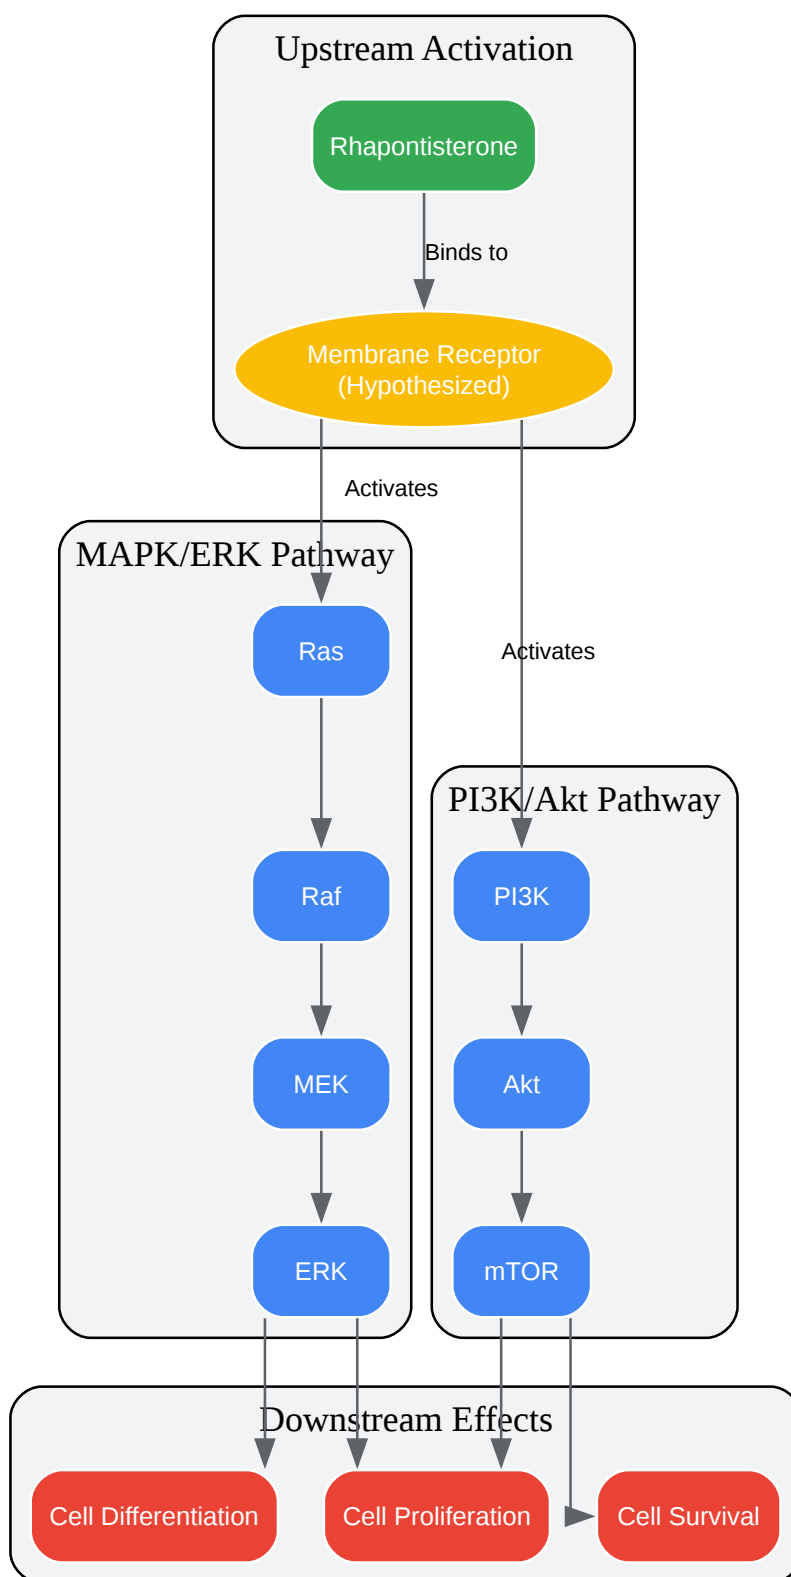 Upstream Activation
Rhapontisterone
Binds to
Membrane Receptor
(Hypothesized)
Activates
MAPK/ERK Pathway
Ras
Activates
PI3K/Akt Pathway
Raf
PI3K
MEK
Akt
ERK
mTOR
Downstream Effects
Cell Differentiation
Cell Proliferation
Cell Survival